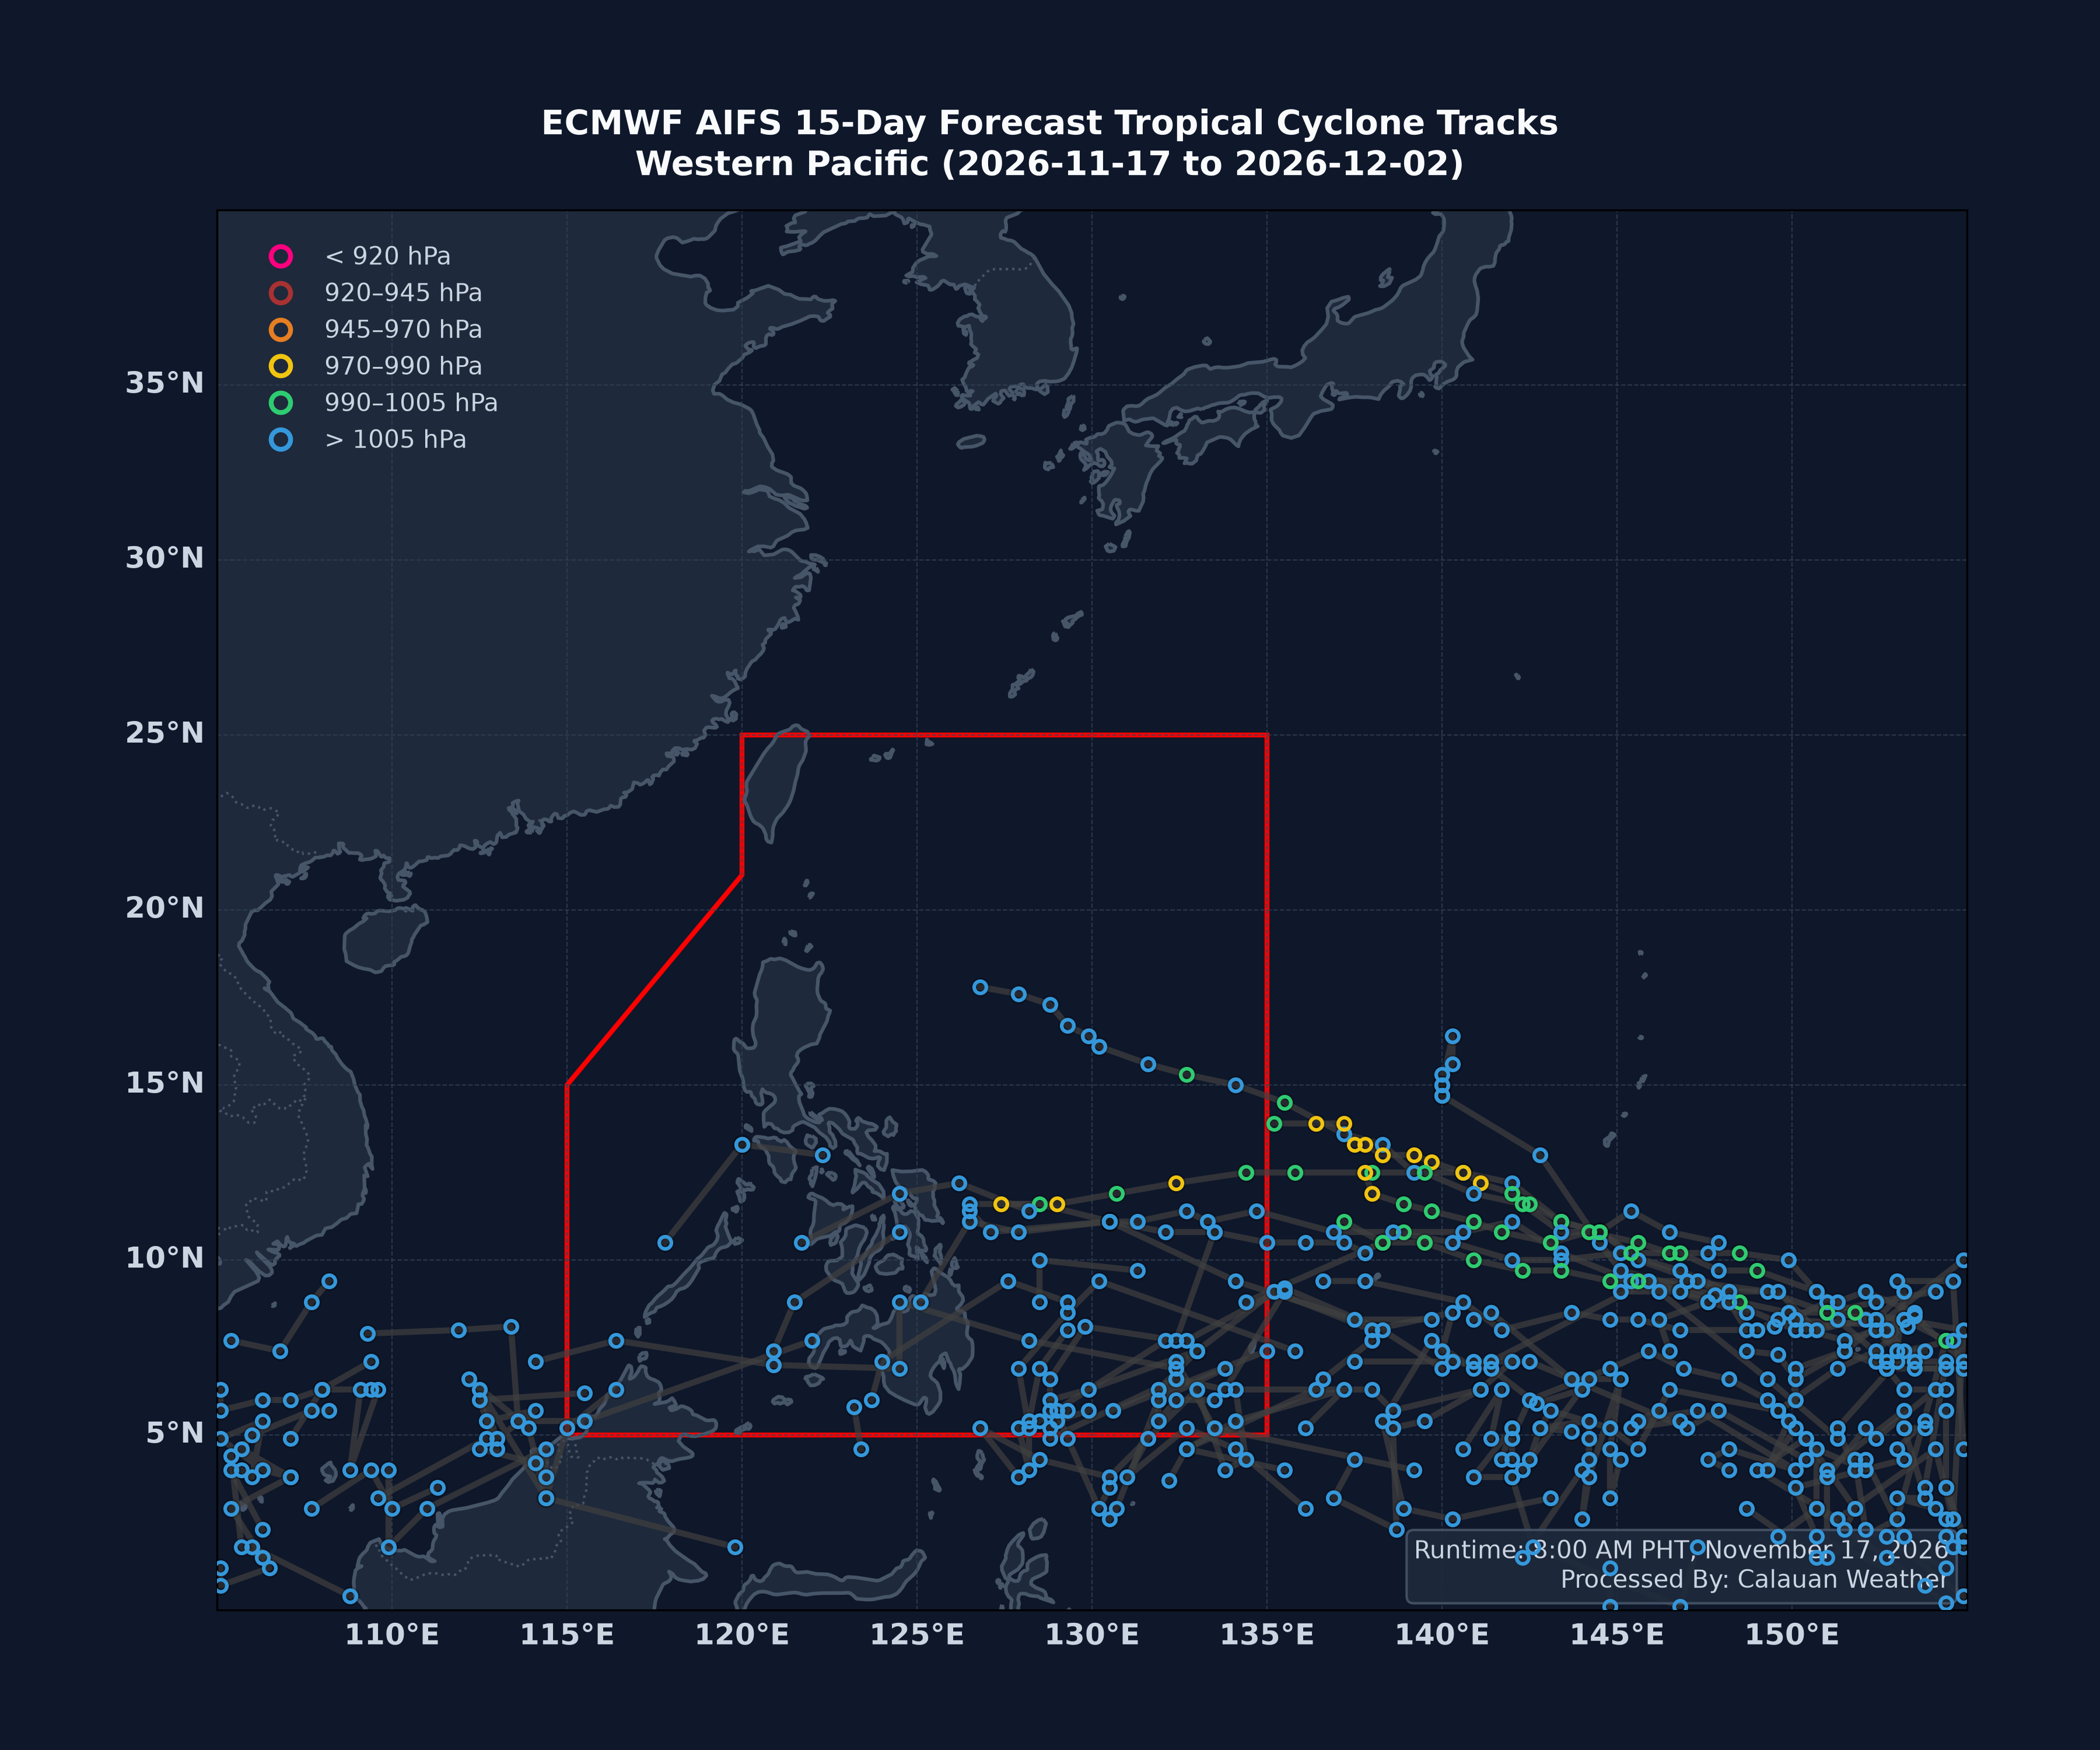 ECMWF AIFS 15-Day Forecast Tropical Cyclone Tracks
Western Pacific (2026-11-17 to 2026-12-02)
< 920 hPa
920–945 hPa
945–970 hPa
970–990 hPa
990–1005 hPa
> 1005 hPa
35°N
30°N
25°N
20°N
15°N
10°N
5°N
Runtime: 8:00 AM PHT, November 17, 2026
Processed By: Calauan Weather
110°E 115°E 120°E 125°E 130°E 135°E 140°E 145°E 150°E